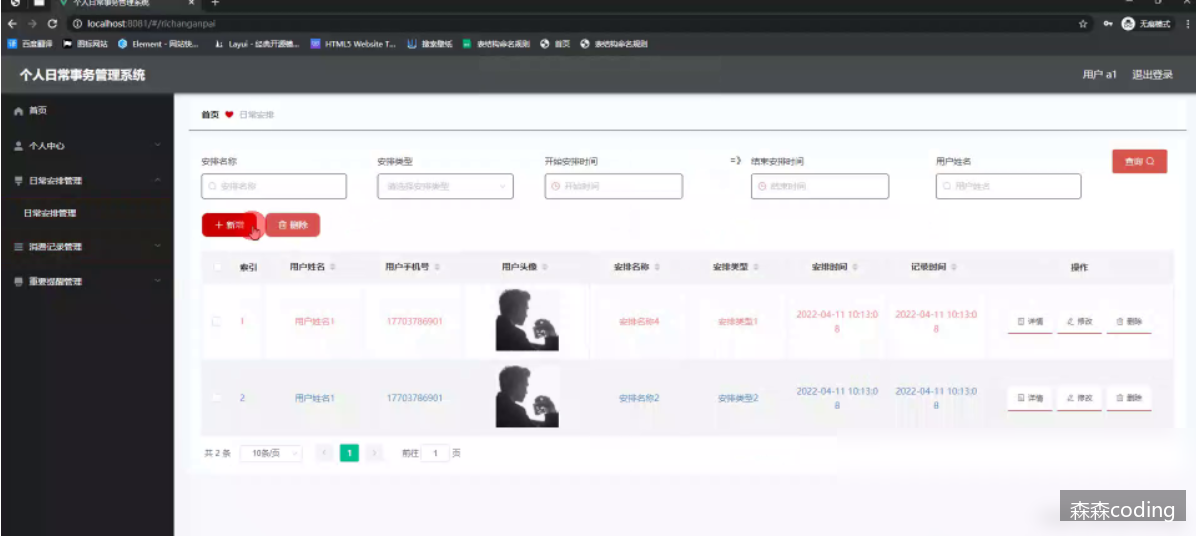 个人日常事务管理系统
localhost:8081/#/richanganpai
无痕模式
百度翻译 图标网站 Element - 网站快... Layui - 经典开源模... HTML5 Website T... 搜索壁纸 表结构命名规则 首页 表结构命名规则
个人日常事务管理系统 用户 a1 退出登录
首页
个人中心
日常安排管理
日常安排管理
消费记录管理
重要提醒管理
首页 日常安排
安排名称 安排类型 开始安排时间 => 结束安排时间 用户姓名
安排名称 请选择安排类型 开始时间 结束时间 用户姓名 查询
+ 新增 删除
索引 用户姓名 用户手机号 用户头像 安排名称 安排类型 安排时间 记录时间 操作
1 用户姓名1 17703786901 安排名称4 安排类型1 2022-04-11 10:13:0 2022-04-11 10:13:0 详情 修改 删除
8 8
2 用户姓名1 17703786901 安排名称2 安排类型2 2022-04-11 10:13:0 2022-04-11 10:13:0 详情 修改 删除
8 8
共 2 条 10条/页 < 1 > 前往 1 页
森森coding